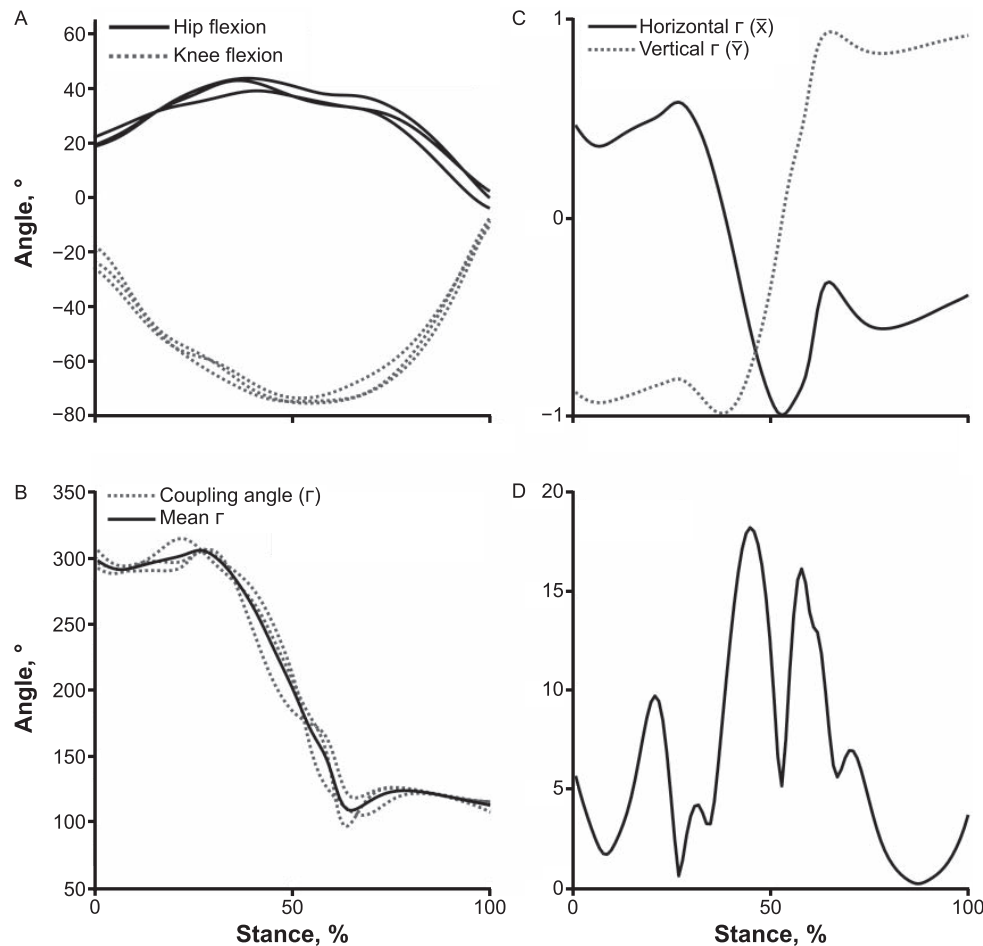 A
Hip flexion
Knee flexion
60
40
20
0
−20
−40
−60
−80
Angle, °
C
Horizontal Γ (X̅)
Vertical Γ (Y̅)
1
0
−1
B
Coupling angle (Γ)
Mean Γ
350
300
250
200
150
100
50
Angle, °
0
50
100
Stance, %
D
20
15
10
5
0
0
50
100
Stance, %